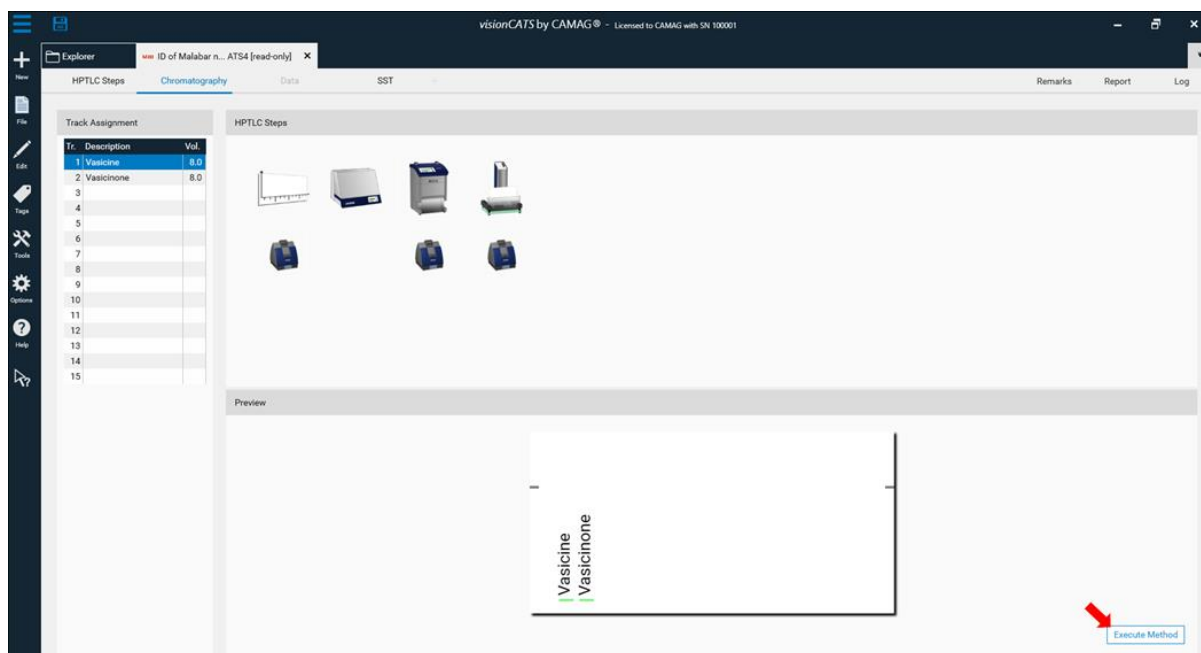 visionCATS by CAMAG® - Licensed to CAMAG with SN 100001
New
File
Edit
Tags
Tools
Options
Help
Explorer
ID of Malabar n... ATS4 [read-only]
HPTLC Steps Chromatography Data SST Remarks Report Log
Track Assignment
Tr. Description Vol.
1 Vasicine 8.0
2 Vasicinone 8.0
3
4
5
6
7
8
9
10
11
12
13
14
15
HPTLC Steps
Preview
Vasicine
Vasicinone
Execute Method